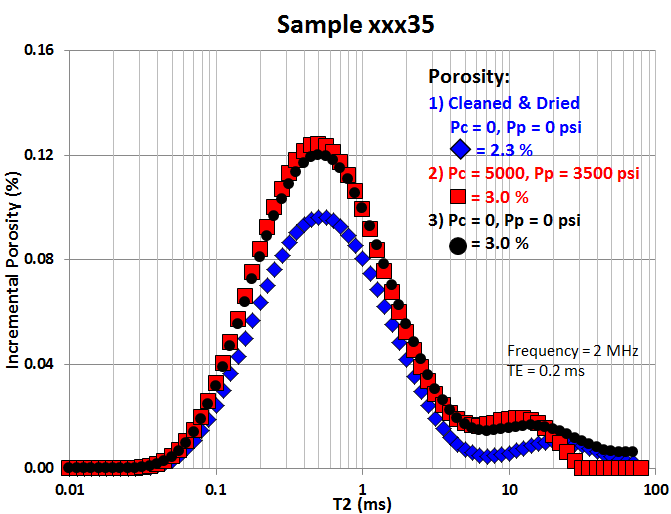 Sample xxx35
0.16
0.12
0.08
0.04
0.00
Incremental Porosity (%)
Porosity:
1) Cleaned & Dried
Pc = 0, Pp = 0 psi
= 2.3 %
2) Pc = 5000, Pp = 3500 psi
= 3.0 %
3) Pc = 0, Pp = 0 psi
= 3.0 %
Frequency = 2 MHz
TE = 0.2 ms
0.01 0.1 1 10 100
T2 (ms)